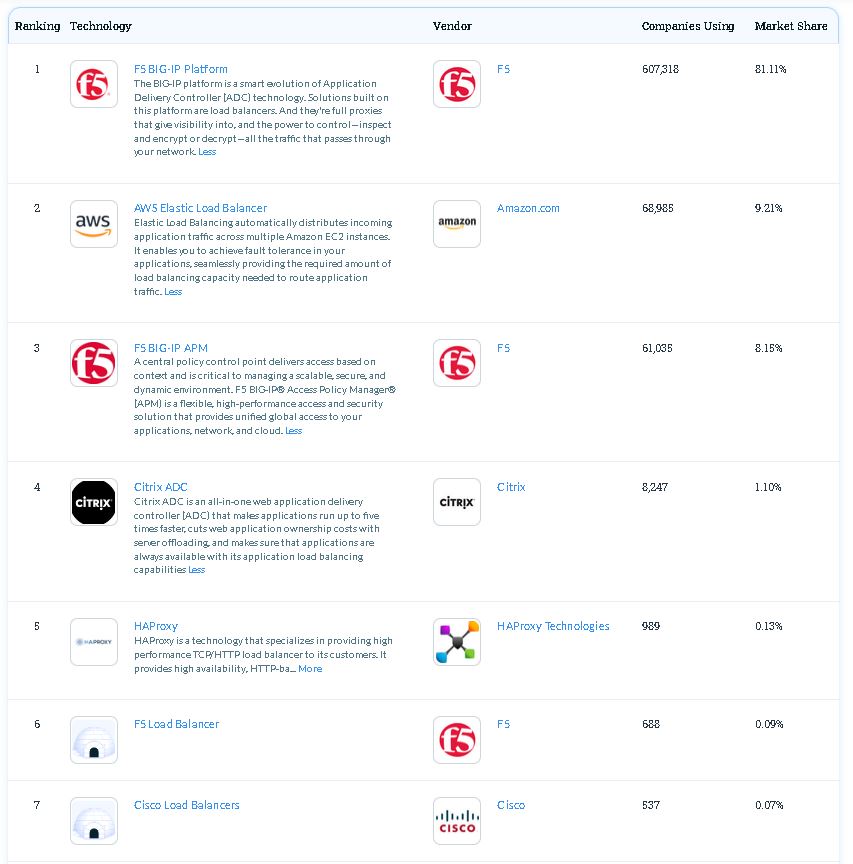 Ranking Technology Vendor Companies Using Market Share
1 F5 BIG-IP Platform F5 607,318 81.11%
The BIG-IP platform is a smart evolution of Application
Delivery Controller (ADC) technology. Solutions built on
this platform are load balancers. And they're full proxies
that give visibility into, and the power to control—inspect
and encrypt or decrypt—all the traffic that passes through
your network. Less
f5
f5
2 AWS Elastic Load Balancer Amazon.com 68,985 9.21%
Elastic Load Balancing automatically distributes incoming
application traffic across multiple Amazon EC2 instances.
It enables you to achieve fault tolerance in your
applications, seamlessly providing the required amount of
load balancing capacity needed to route application
traffic. Less
aws
amazon
3 F5 BIG-IP APM F5 61,035 8.15%
A central policy control point delivers access based on
context and is critical to managing a scalable, secure, and
dynamic environment. F5 BIG-IP® Access Policy Manager®
(APM) is a flexible, high-performance access and security
solution that provides unified global access to your
applications, network, and cloud. Less
f5
f5
4 Citrix ADC Citrix 8,247 1.10%
Citrix ADC is an all-in-one web application delivery
controller (ADC) that makes applications run up to five
times faster, cuts web application ownership costs with
server offloading, and makes sure that applications are
always available with its application load balancing
capabilities Less
CİTRIX
CİTRIX
5 HAProxy HAProxy Technologies 989 0.13%
HAProxy is a technology that specializes in providing high
performance TCP/HTTP load balancer to its customers. It
provides high availability, HTTP-ba... More
HAPROXY
6 F5 Load Balancer F5 688 0.09%
f5
7 Cisco Load Balancers Cisco 537 0.07%
CISCO